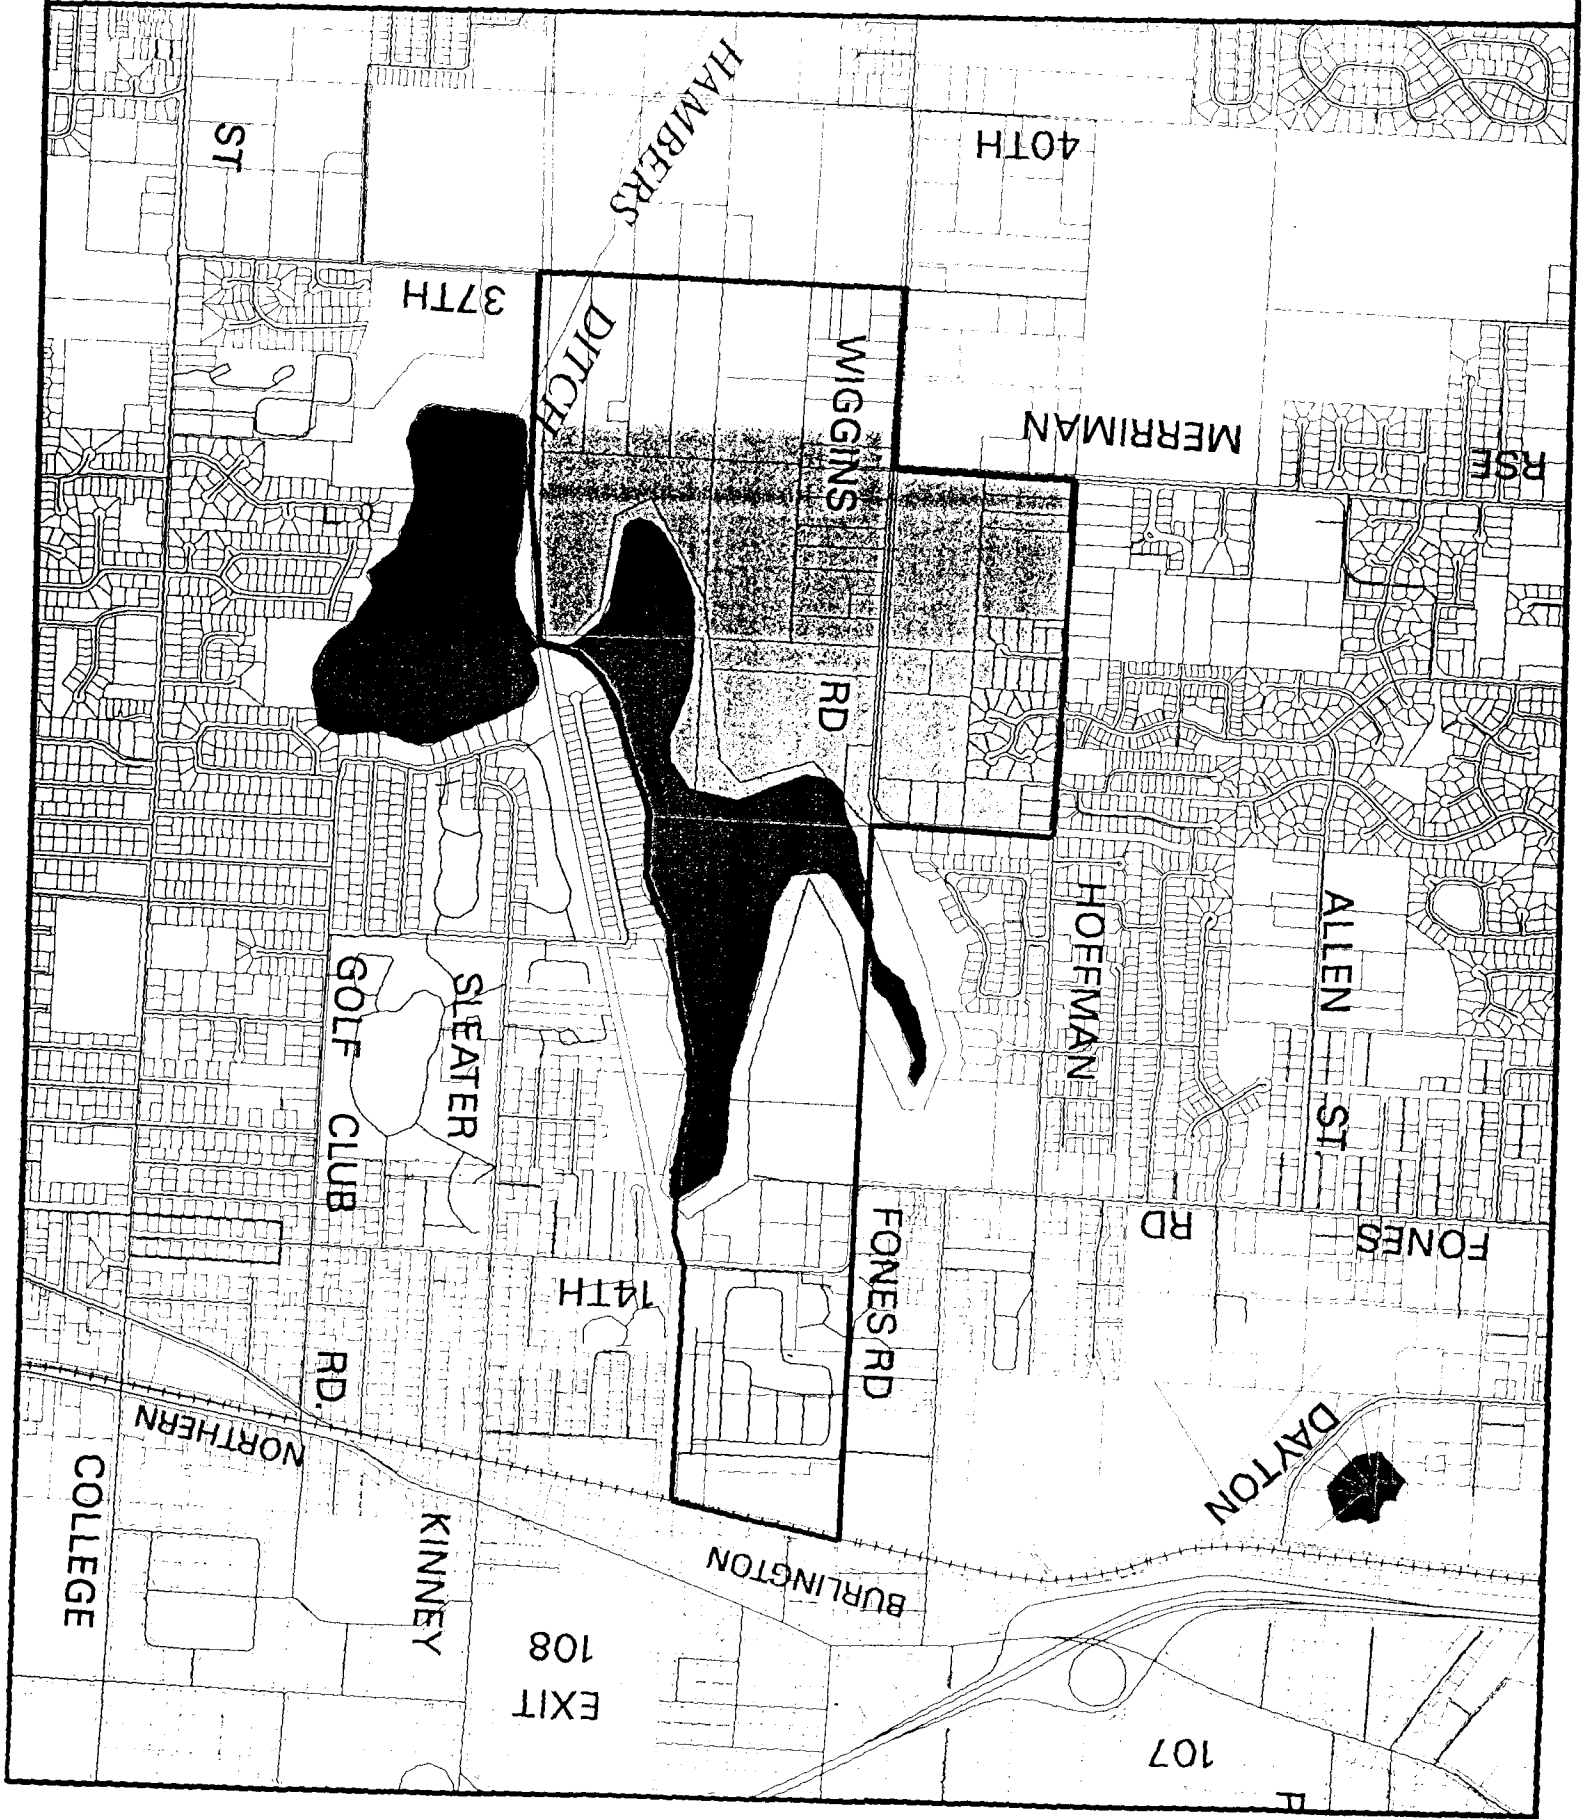 F
107
EXIT
108
BURLINGTON
KINNEY
COLLEGE
NORTHERN
DAYTON
RD.
14TH
FONES RD
FONES
RD
GOLF CLUB
SLEATER
HOFFMAN
ALLEN ST.
WIGGINS RD
RSE
MERRIMAN
DITCH
37TH
HAMBERS
40TH
ST